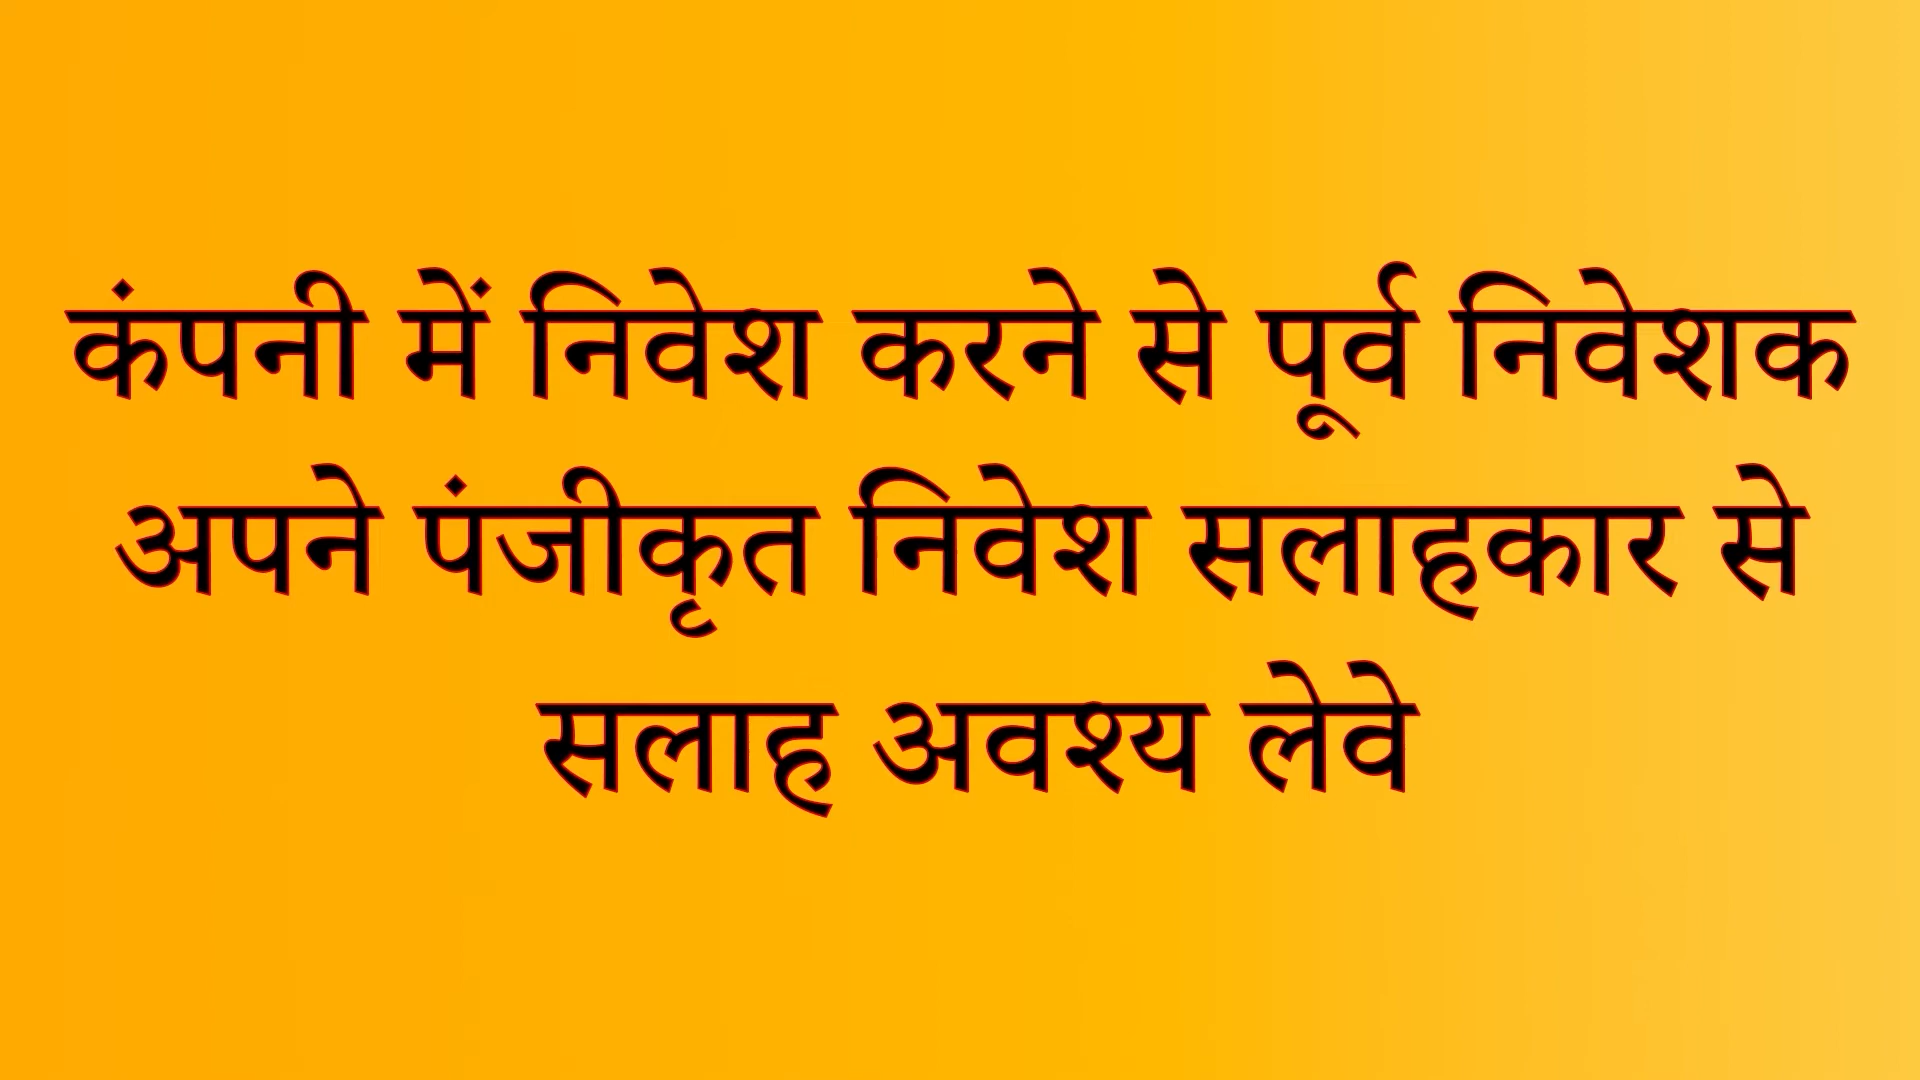 कंपनी में निवेश करने से पूर्व निवेशक
अपने पंजीकृत निवेश सलाहकार से
सलाह अवश्य लेवे